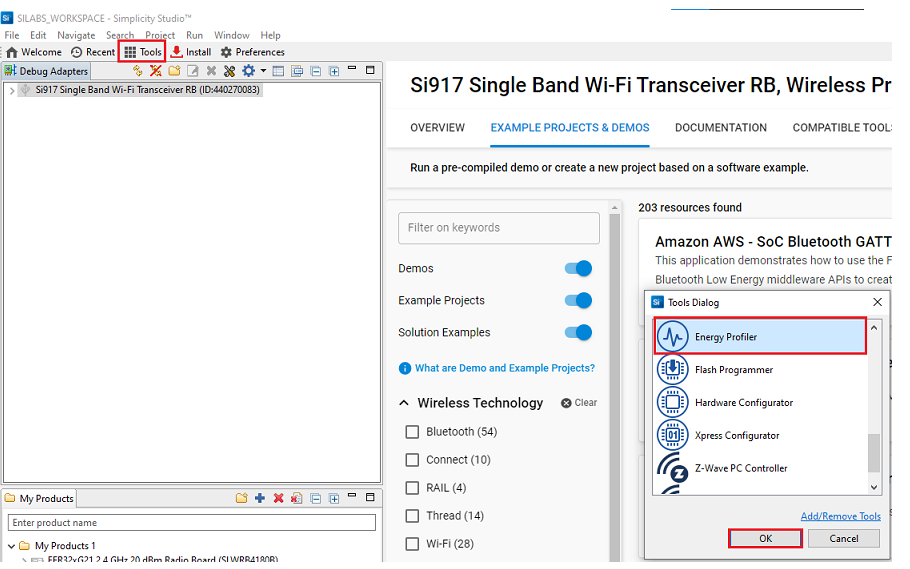 SILABS_WORKSPACE - Simplicity Studio™
File Edit Navigate Search Project Run Window Help
Welcome Recent Tools Install Preferences
Debug Adapters
Si917 Single Band Wi-Fi Transceiver RB (ID:440270083)
Si917 Single Band Wi-Fi Transceiver RB, Wireless Pr
OVERVIEW EXAMPLE PROJECTS & DEMOS DOCUMENTATION COMPATIBLE TOOL
Run a pre-compiled demo or create a new project based on a software example.
Filter on keywords
Demos
Example Projects
Solution Examples
What are Demo and Example Projects?
Wireless Technology Clear
Bluetooth (54)
Connect (10)
RAIL (4)
Thread (14)
Wi-Fi (28)
203 resources found
Amazon AWS - SoC Bluetooth GATT
This application demonstrates how to use the F
Bluetooth Low Energy middleware APIs to creat
Tools Dialog
Energy Profiler
Flash Programmer
Hardware Configurator
01 Xpress Configurator
Z-Wave PC Controller
Add/Remove Tools
OK Cancel
My Products
Enter product name
My Products 1
EFR32xG21 2.4 GHz 20 dBm Radio Board (SLWRB4180B)